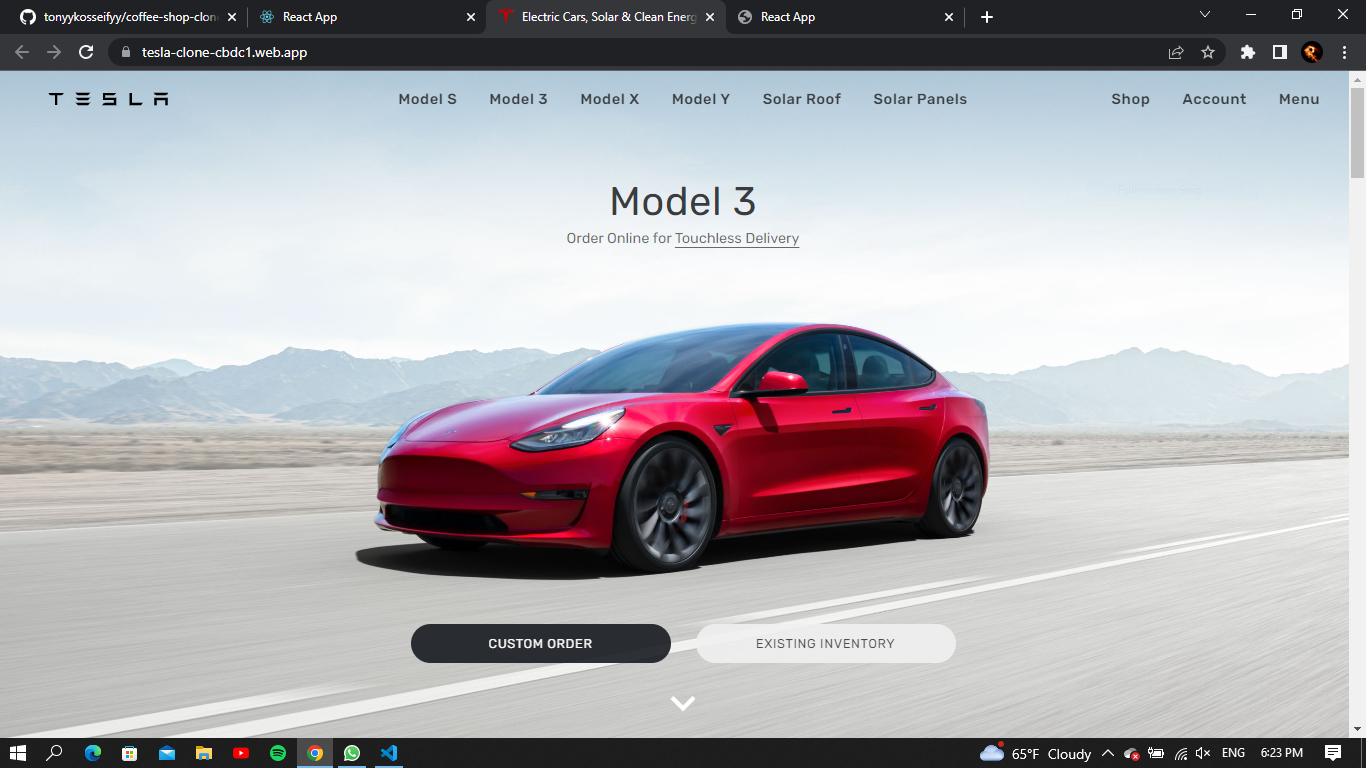 tonyykosseifyy/coffee-shop-clon
React App
Electric Cars, Solar & Clean Energ
React App
tesla-clone-cbdc1.web.app
TESLA
Model S
Model 3
Model X
Model Y
Solar Roof
Solar Panels
Shop
Account
Menu
Model 3
Order Online for Touchless Delivery
CUSTOM ORDER
EXISTING INVENTORY
65°F Cloudy
ENG
6:23 PM